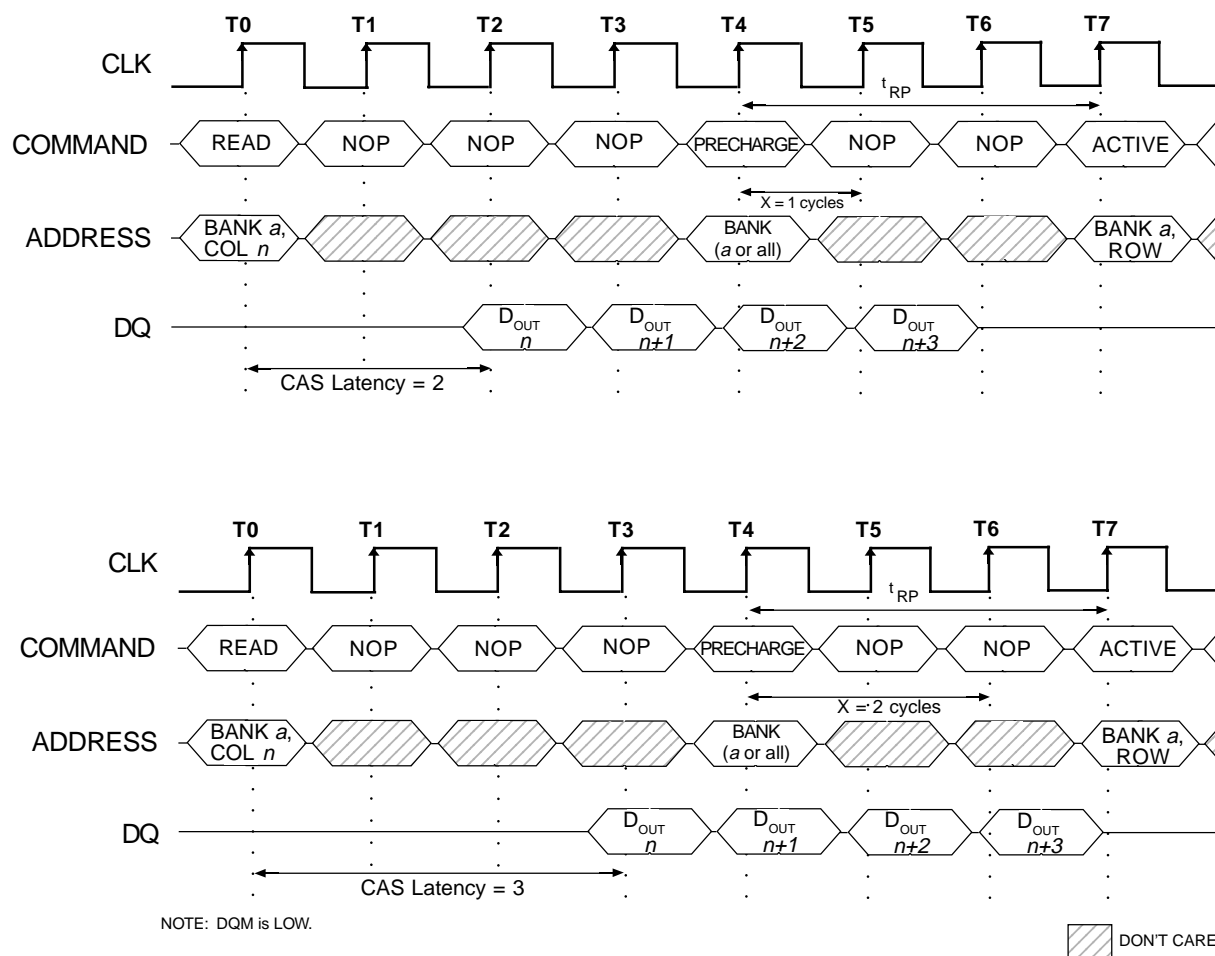 T0 T1 T2 T3 T4 T5 T6 T7
CLK
tRP
COMMAND READ NOP NOP NOP PRECHARGE NOP NOP ACTIVE
X = 1 cycles
ADDRESS BANK a, COL n BANK (a or all) BANK a, ROW
DQ DOUT n DOUT n+1 DOUT n+2 DOUT n+3
CAS Latency = 2
T0 T1 T2 T3 T4 T5 T6 T7
CLK
tRP
COMMAND READ NOP NOP NOP PRECHARGE NOP NOP ACTIVE
X = 2 cycles
ADDRESS BANK a, COL n BANK (a or all) BANK a, ROW
DQ DOUT n DOUT n+1 DOUT n+2 DOUT n+3
CAS Latency = 3
NOTE: DQM is LOW.
DON'T CARE